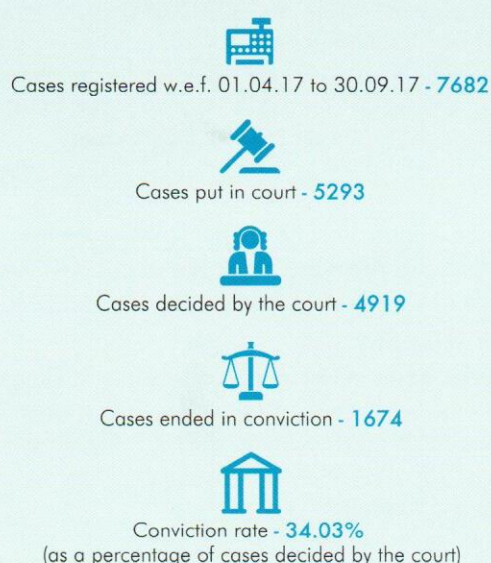 Cases registered w.e.f. 01.04.17 to 30.09.17 - 7682
Cases put in court - 5293
Cases decided by the court - 4919
Cases ended in conviction - 1674
Conviction rate - 34.03%
(as a percentage of cases decided by the court)